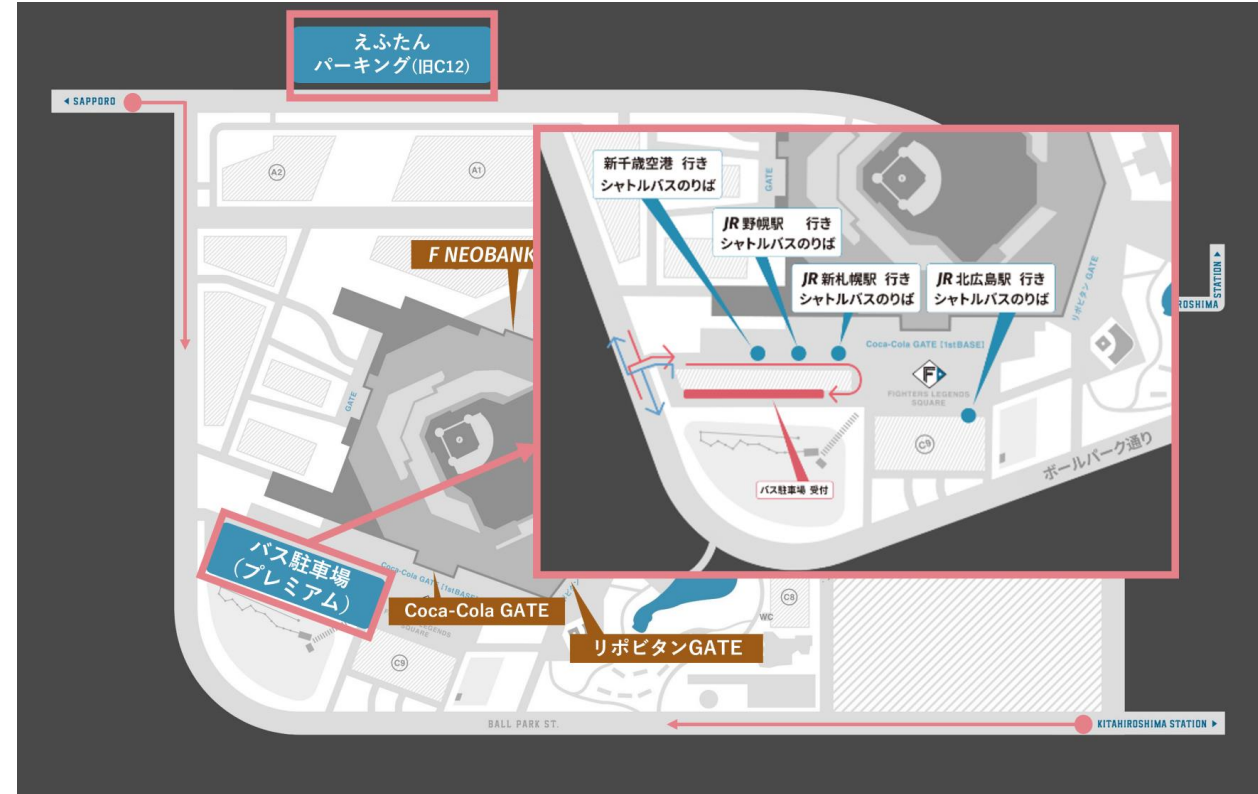 えふたん
パーキング(旧C12)
SAPPORO
A2
A1
F NEOBANK
GATE
新千歳空港 行き
シャトルバスのりば
GATE
JR 野幌駅 行き
シャトルバスのりば
JR 新札幌駅 行き
シャトルバスのりば
JR 北広島駅 行き
シャトルバスのりば
リポビタン GATE
Coca-Cola GATE [1stBASE]
FIGHTERS LEGENDS
SQUARE
C9
ボールパーク通り
バス駐車場 受付
STATION
ROSHIMA
バス駐車場
(プレミアム)
Coca-Cola GATE [1stBASE]
Coca-Cola GATE
リポビタンGATE
C9
C8
WC
BALL PARK ST.
KITAHIROSHIMA STATION